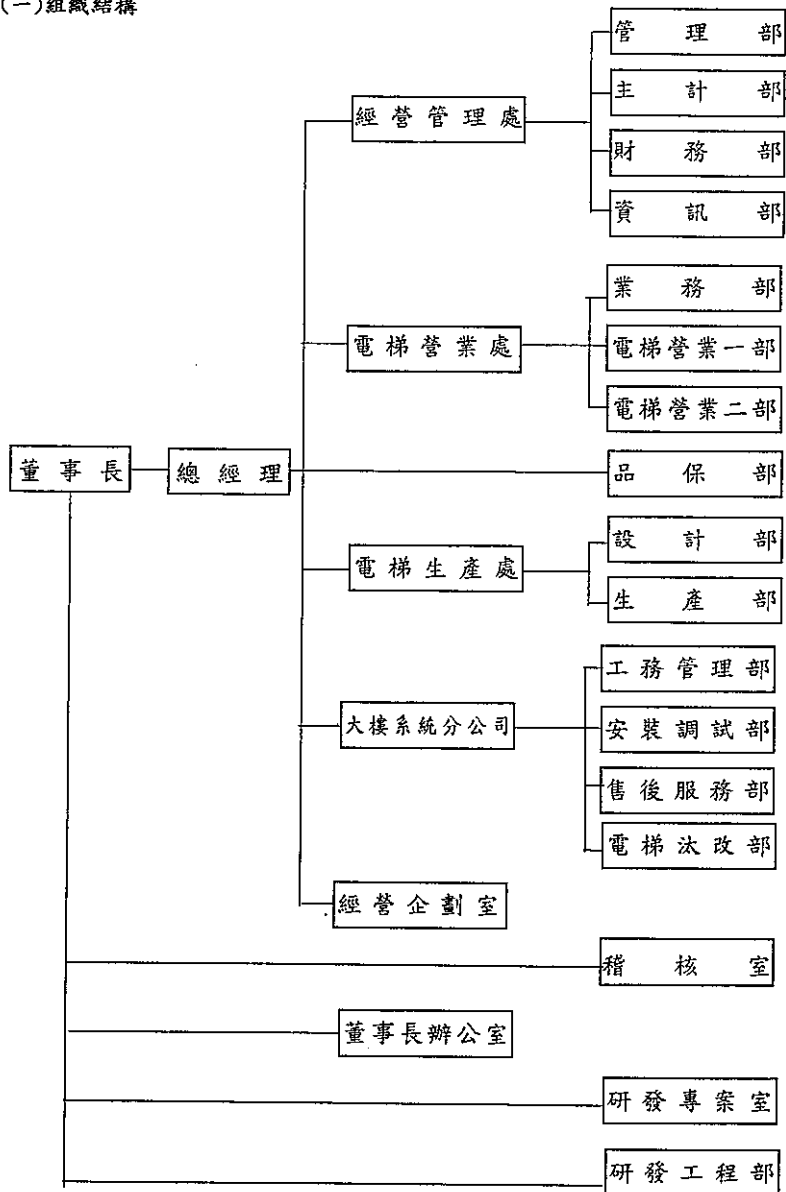 (一)組織結構
管理部
主計部
經營管理處
財務部
資訊部
業務部
電梯營業處
電梯營業一部
電梯營業二部
董事長
總經理
品保部
設計部
電梯生產處
生產部
工務管理部
大樓系統分公司
安裝調試部
售後服務部
電梯汰改部
經營企劃室
稽核室
董事長辦公室
研發專案室
研發工程部